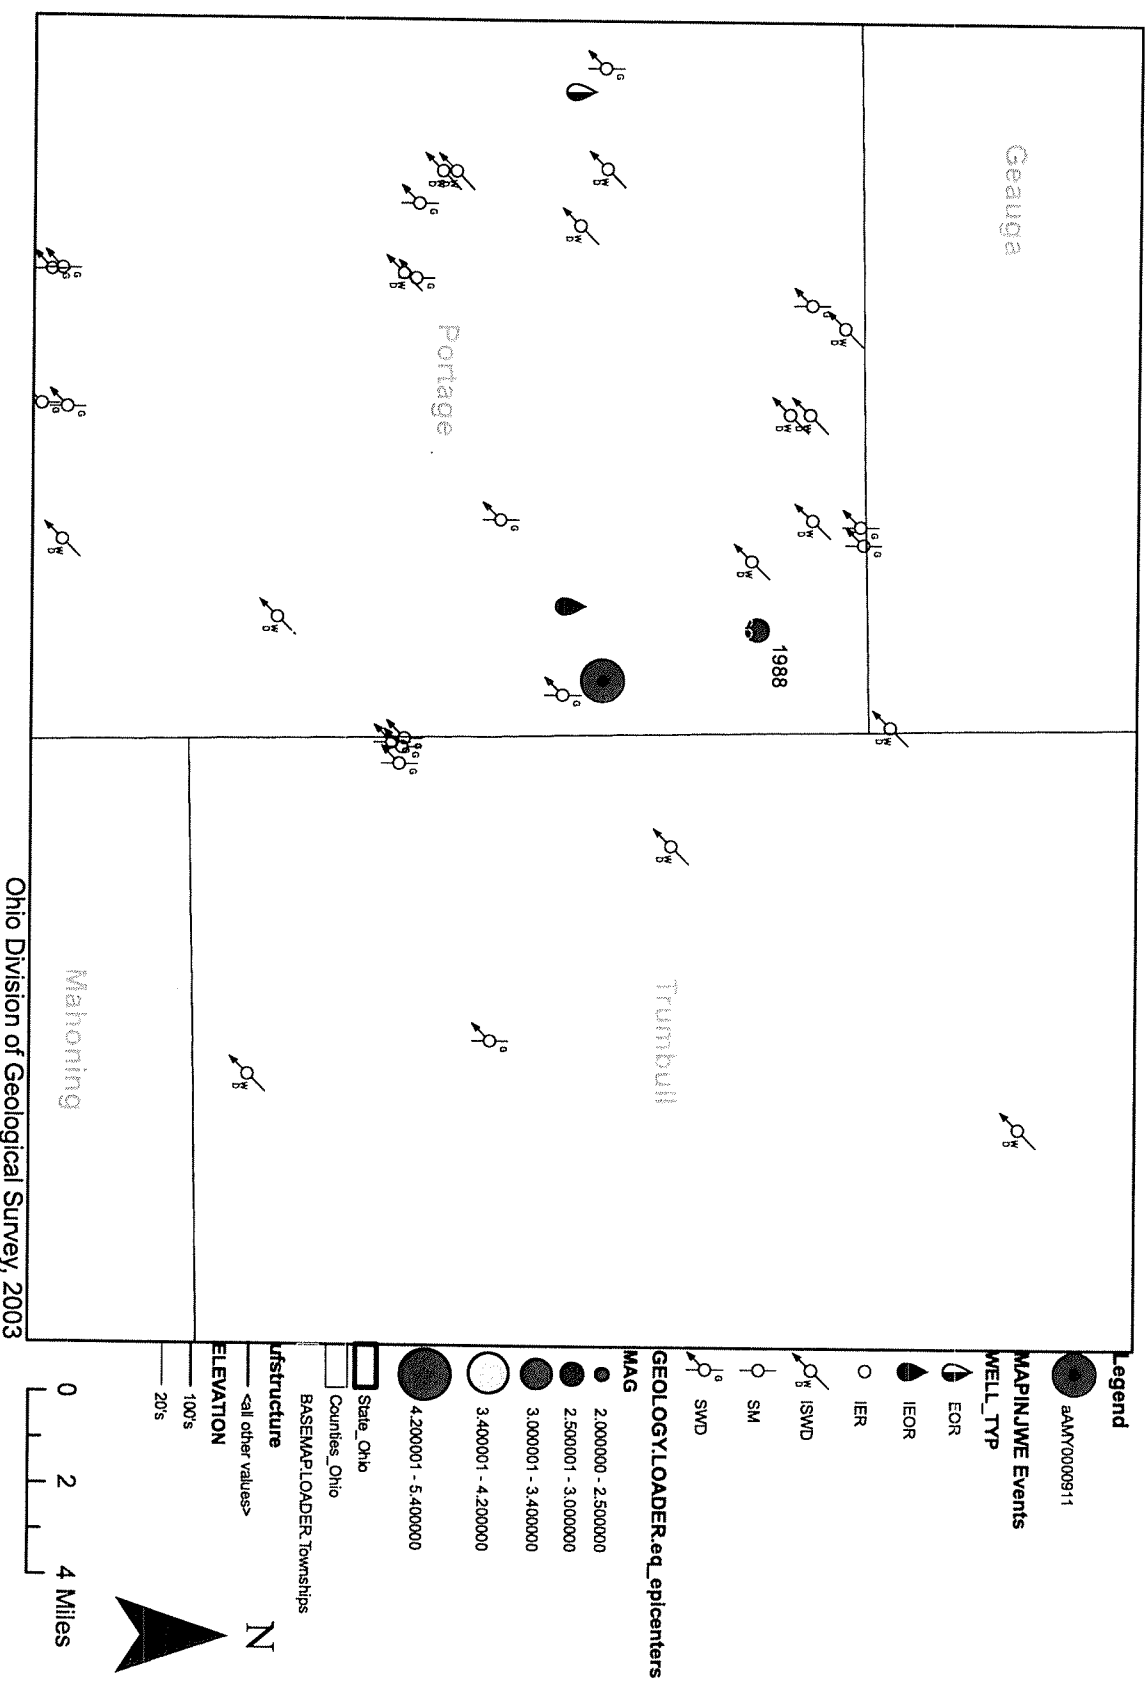 Geauga
Portage
1988
Trumbull
Mahoning
Ohio Division of Geological Survey, 2003
Legend
aAMY0000911
MAPINJWE Events
WELL_TYP
EOR
IEOR
IER
ISWD
SM
SWD
GEOLOGY.LOADER.eq_epicenters
MAG
2.000000 - 2.500000
2.500001 - 3.000000
3.000001 - 3.400000
3.400001 - 4.200000
4.200001 - 5.400000
State_Ohio
Counties_Ohio
BASEMAP.LOADER.Townships
ufstructure
<all other values>
ELEVATION
100's
20's
0 2 4 Miles
N